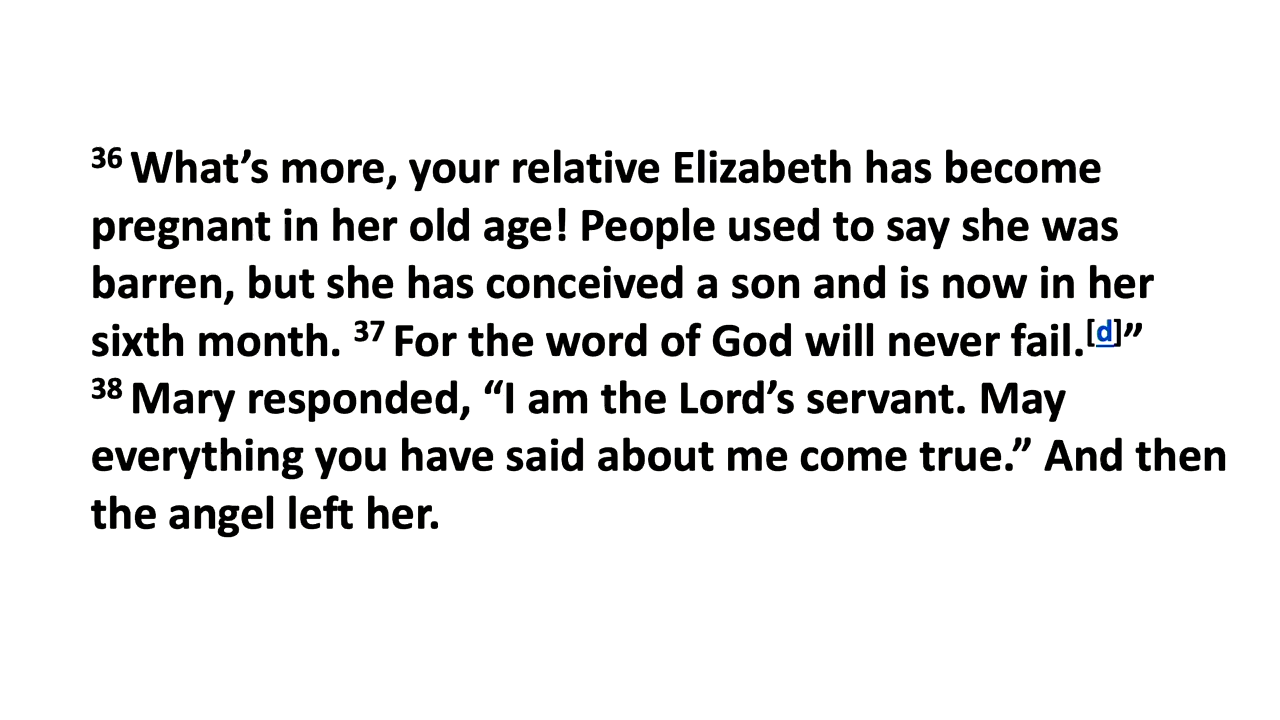 36 What’s more, your relative Elizabeth has become
pregnant in her old age! People used to say she was
barren, but she has conceived a son and is now in her
sixth month. 37 For the word of God will never fail.[d]”
38 Mary responded, “I am the Lord’s servant. May
everything you have said about me come true.” And then
the angel left her.